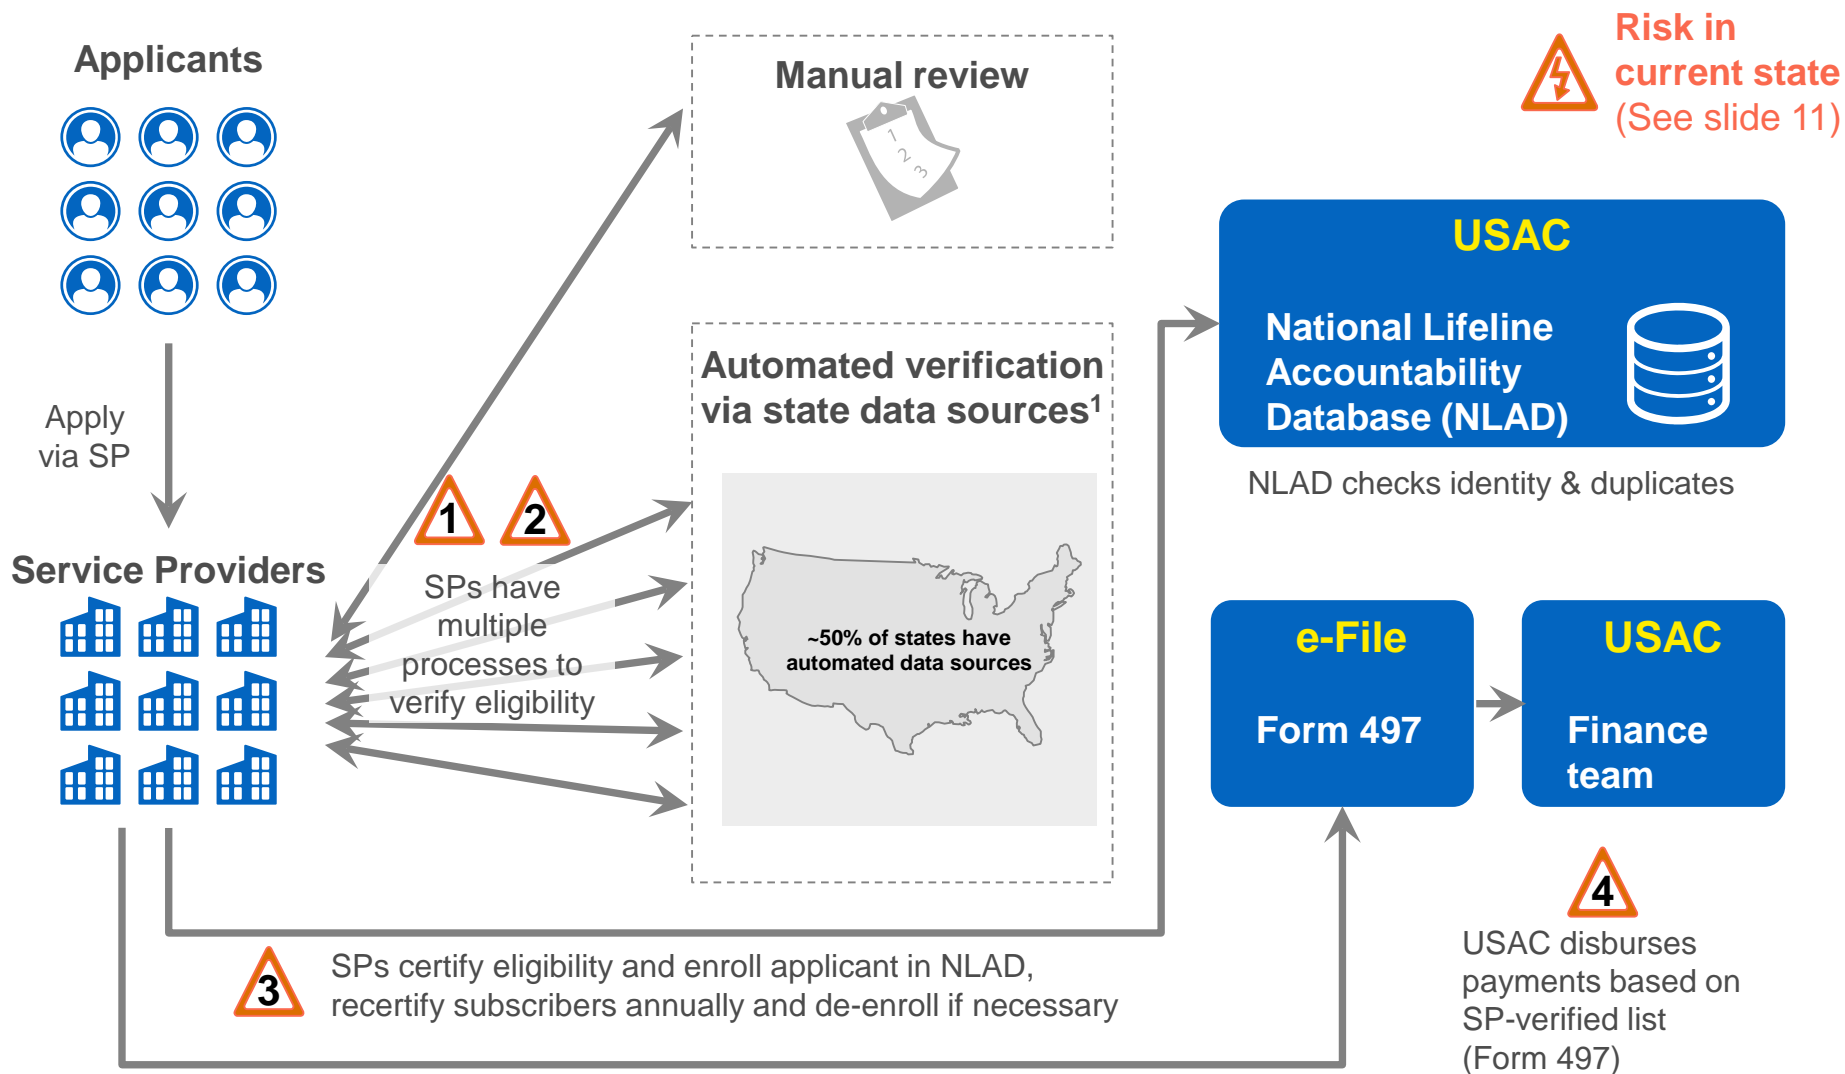 Applicants
Apply
via SP
Service Providers
Manual review
1
2
3
Automated verification
via state data sources¹
~50% of states have
automated data sources
1
2
SPs have
multiple
processes to
verify eligibility
Risk in
current state
(See slide 11)
USAC
National Lifeline
Accountability
Database (NLAD)
NLAD checks identity & duplicates
e-File
Form 497
USAC
Finance
team
3
SPs certify eligibility and enroll applicant in NLAD,
recertify subscribers annually and de-enroll if necessary
4
USAC disburses
payments based on
SP-verified list
(Form 497)